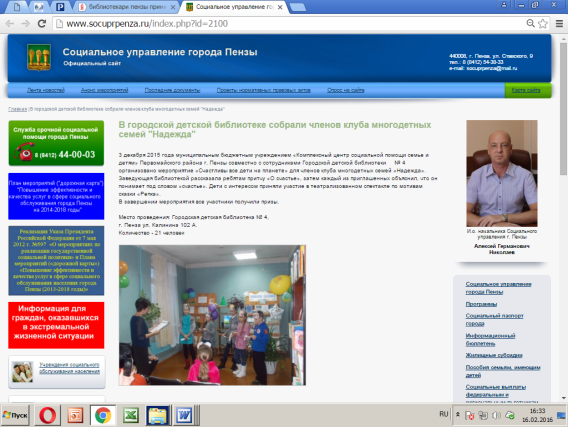 библиотекари пензы прини
Социальное управление гор
www.socuprpenza.ru/index.php?id=2100
Социальное управление города Пензы
Официальный сайт
440008, г. Пенза, ул. Ставского, 9
тел.: 8 (8412) 54-38-33
e-mail: socuprpenza@mail.ru
Лента новостей
Анонс мероприятий
Последние документы
Проекты нормативных правовых актов
Опрос на сайте
Карта сайта
Главная /В городской детской библиотеке собрали членов клуба многодетных семей "Надежда"
Служба срочной социальной
помощи города Пензы
8 (8412) 44-00-03
План мероприятий ("дорожная карта")
"Повышение эффективности и
качества услуг в сфере социального
обслуживания города Пензы
на 2014-2018 годы"
Реализация Указа Президента
Российской Федерации от 7 мая
2012 г. №597 «О мероприятиях по
реализации государственной
социальной политики» и Плана
мероприятий (дорожной карты)
«Повышение эффективности и
качества услуг в сфере социального
обслуживания населения города
Пензы (2013-2018 годы)»
Информация для
граждан, оказавшихся
в экстремальной
жизненной ситуации
Учреждения социального
обслуживания населения
В городской детской библиотеке собрали членов клуба многодетных
семей "Надежда"
3 декабря 2015 года муниципальным бюджетным учреждением «Комплексный центр социальной помощи семье и
детям» Первомайского района г. Пензы совместно с сотрудниками Городской детской библиотеки № 4
организовано мероприятие «Счастливы все дети на планете» для членов клуба многодетных семей «Надежда».
Заведующая библиотекой рассказала ребятам притчу «О счастье», затем каждый из приглашенных объяснил, что он
понимает под словом «счастье». Дети с интересом приняли участие в театрализованном спектакле по мотивам
сказки «Репка».
В завершении мероприятия все участники получили призы.
Место проведения: Городская детская библиотека № 4,
г. Пенза ул. Калинина 102 А.
Количество - 21 человек
И.о. начальника Социального
управления г. Пензы
Алексей Германович
Николаев
Социальное управление
города Пензы
Программы
Социальный паспорт
города
Информационный
бюллетень
Жилищные субсидии
Пособия семьям, имеющим
детей
Социальные выплаты
федеральным и
Пуск
RU
16:33
16.02.2016